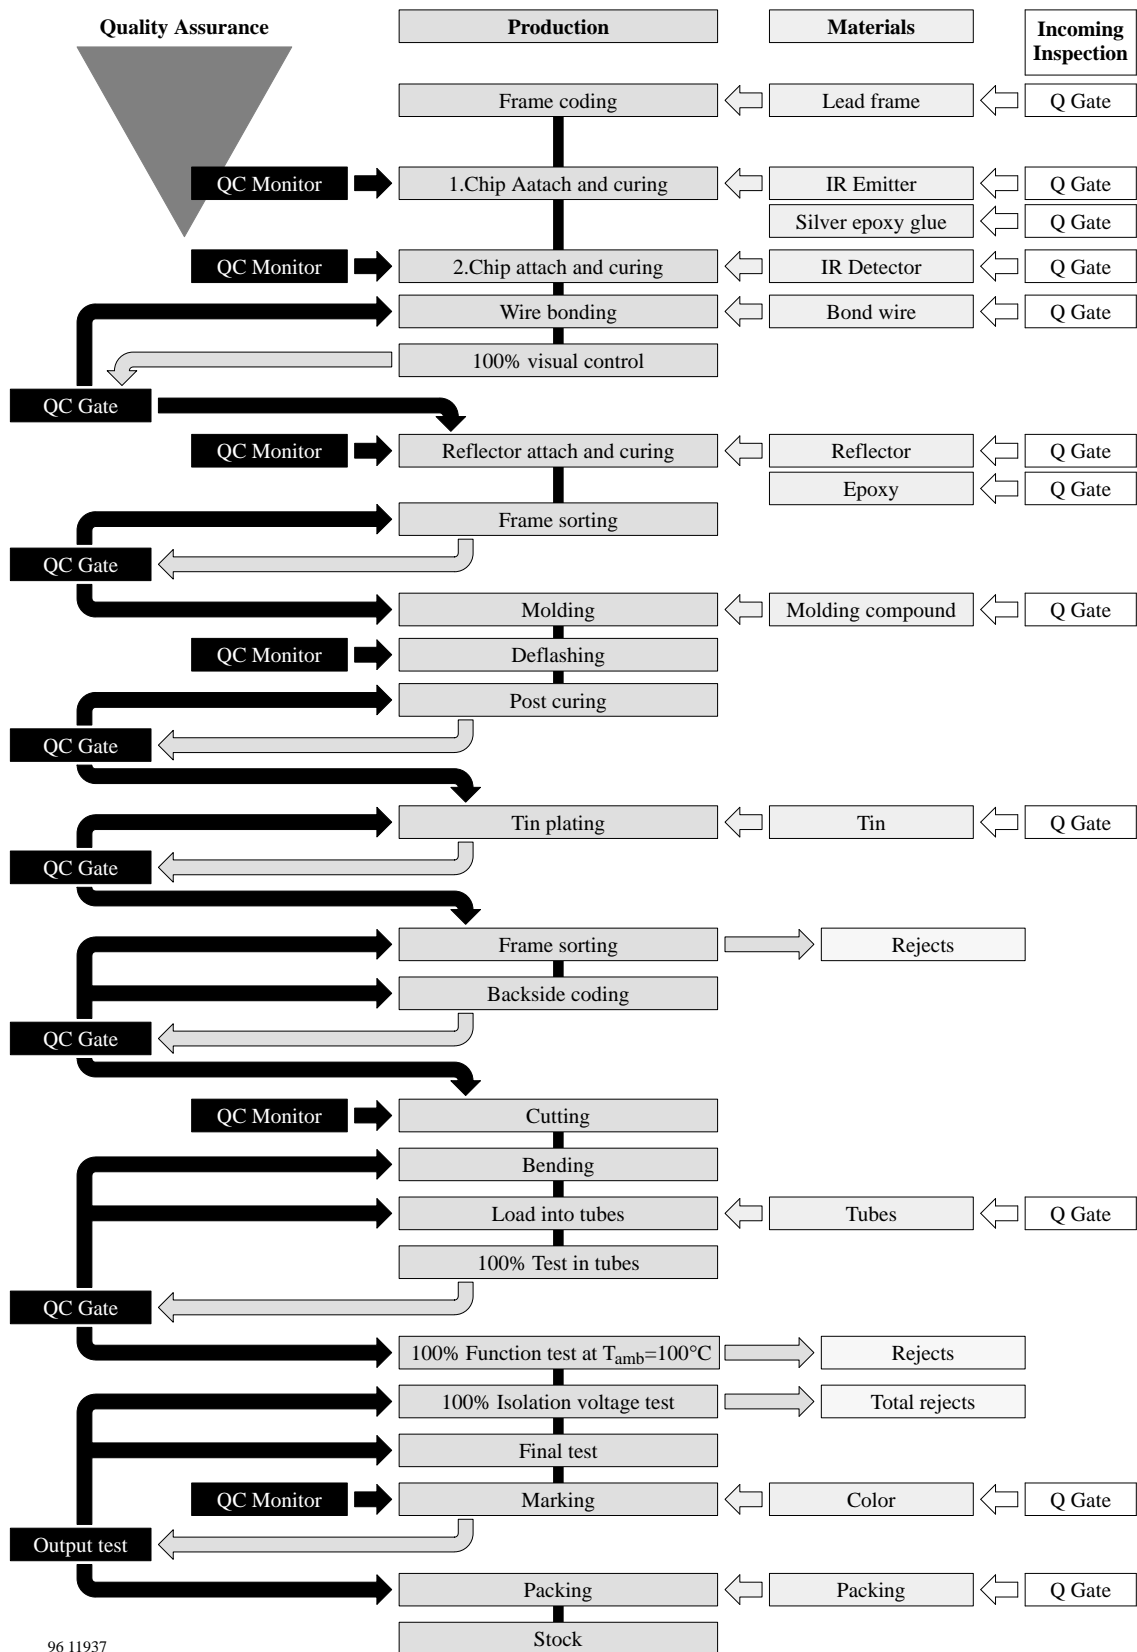 Quality Assurance
Production
Materials
Incoming
Inspection
Frame coding
Lead frame
Q Gate
QC Monitor
1.Chip Aatach and curing
IR Emitter
Q Gate
Silver epoxy glue
Q Gate
QC Monitor
2.Chip attach and curing
IR Detector
Q Gate
Wire bonding
Bond wire
Q Gate
100% visual control
QC Gate
QC Monitor
Reflector attach and curing
Reflector
Q Gate
Epoxy
Q Gate
Frame sorting
QC Gate
Molding
Molding compound
Q Gate
QC Monitor
Deflashing
Post curing
QC Gate
Tin plating
Tin
Q Gate
QC Gate
Frame sorting
Rejects
Backside coding
QC Gate
QC Monitor
Cutting
Bending
Load into tubes
Tubes
Q Gate
100% Test in tubes
QC Gate
100% Function test at Tamb=100°C
Rejects
100% Isolation voltage test
Total rejects
Final test
QC Monitor
Marking
Color
Q Gate
Output test
Packing
Packing
Q Gate
Stock
96 11937